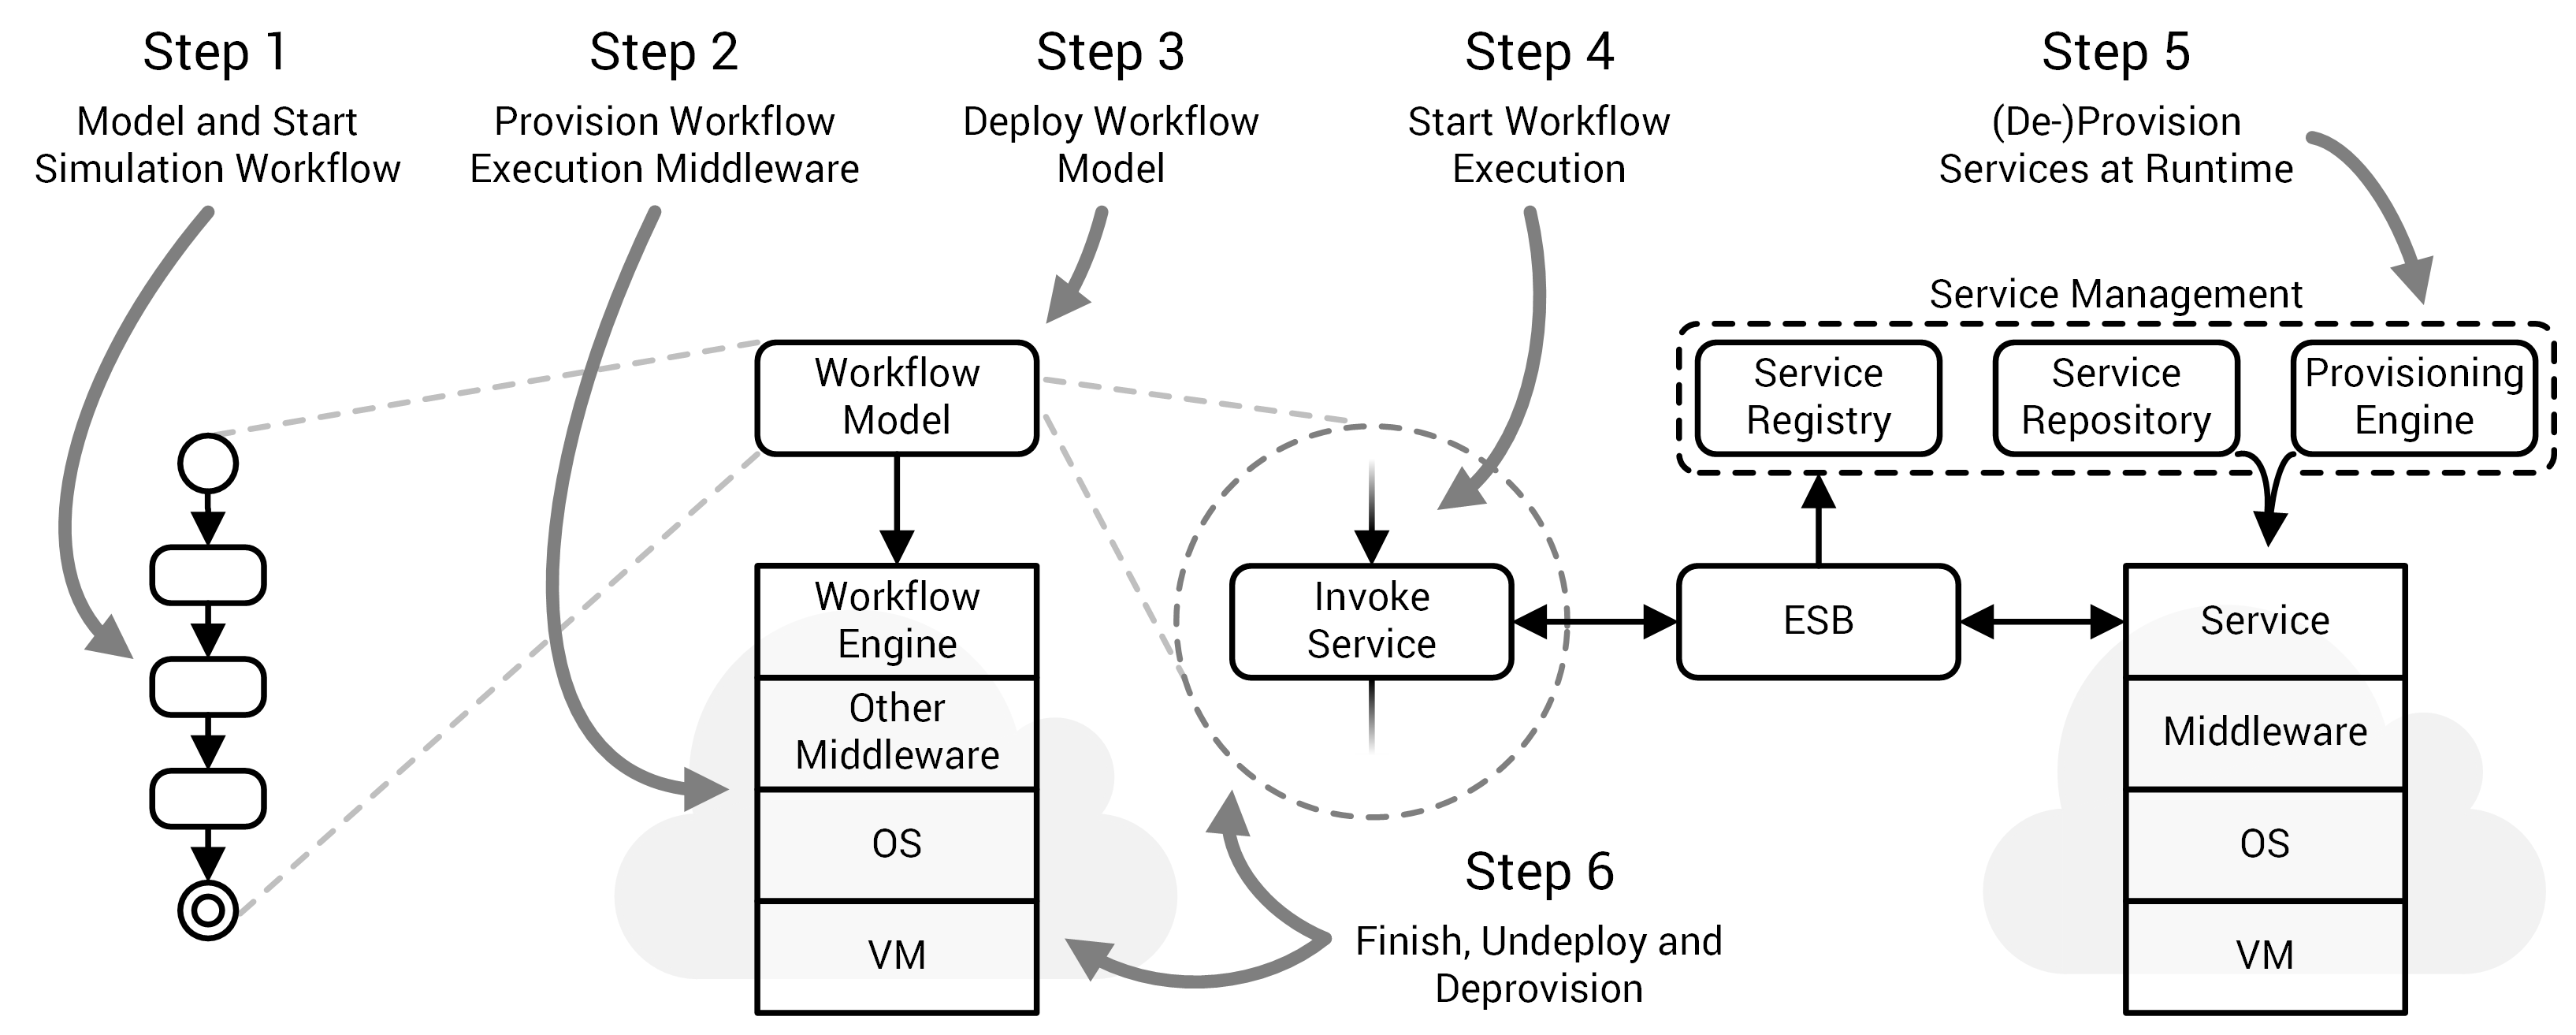 Step 1
Model and Start
Simulation Workflow
Step 2
Provision Workflow
Execution Middleware
Step 3
Deploy Workflow
Model
Step 4
Start Workflow
Execution
Step 5
(De-)Provision
Services at Runtime
Service Management
Service
Registry
Service
Repository
Provisioning
Engine
Workflow
Model
Workflow
Engine
Other
Middleware
OS
VM
Invoke
Service
ESB
Service
Middleware
OS
VM
Step 6
Finish, Undeploy and
Deprovision